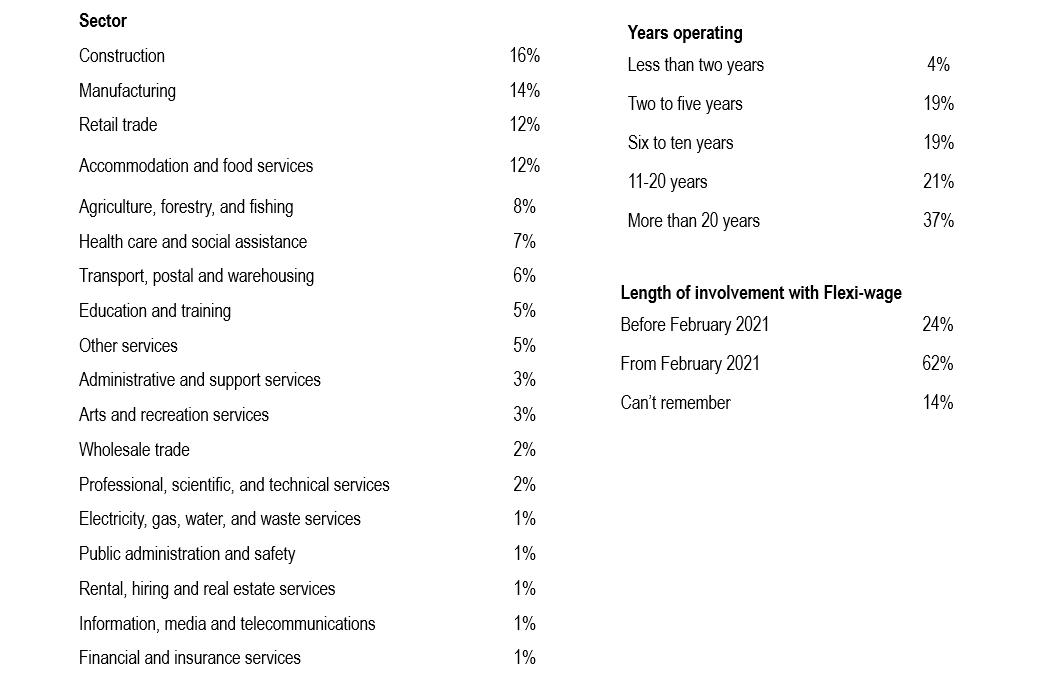 Sector
Construction 16%
Manufacturing 14%
Retail trade 12%
Accommodation and food services 12%
Agriculture, forestry, and fishing 8%
Health care and social assistance 7%
Transport, postal and warehousing 6%
Education and training 5%
Other services 5%
Administrative and support services 3%
Arts and recreation services 3%
Wholesale trade 2%
Professional, scientific, and technical services 2%
Electricity, gas, water, and waste services 1%
Public administration and safety 1%
Rental, hiring and real estate services 1%
Information, media and telecommunications 1%
Financial and insurance services 1%
Years operating
Less than two years 4%
Two to five years 19%
Six to ten years 19%
11-20 years 21%
More than 20 years 37%
Length of involvement with Flexi-wage
Before February 2021 24%
From February 2021 62%
Can’t remember 14%